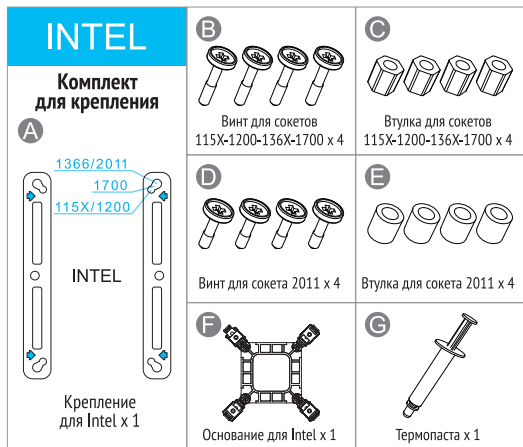 INTEL
Комплект
для крепления
A
1366/2011
1700
115X/1200
INTEL
Крепление
для Intel x 1
B
Винт для сокетов
115X-1200-136X-1700 x 4
C
Втулка для сокетов
115X-1200-136X-1700 x 4
D
Винт для сокета 2011 x 4
E
Втулка для сокета 2011 x 4
F
Основание для Intel x 1
G
Термопаста x 1